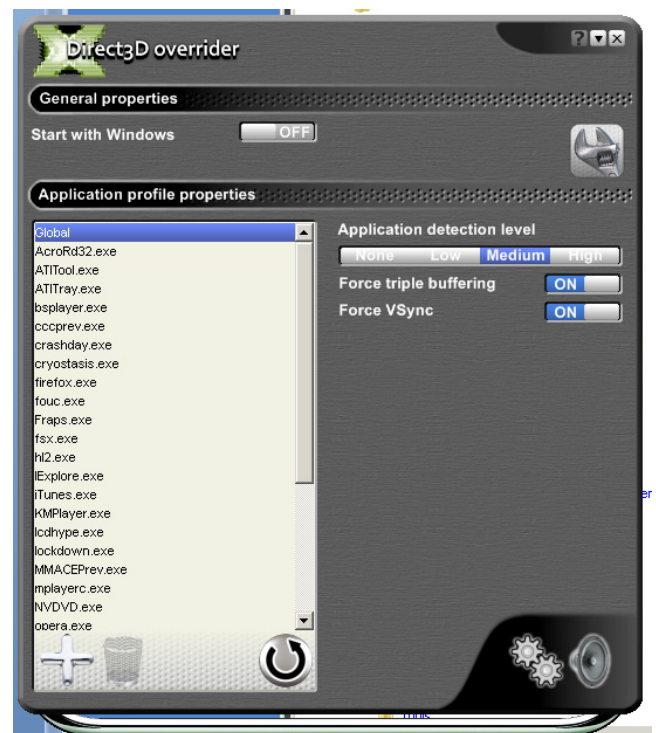 Direct3D overrider
?
General properties
Start with Windows OFF
Application profile properties
Global
AcroRd32.exe
ATITool.exe
ATITray.exe
bsplayer.exe
cccprev.exe
crashday.exe
cryostasis.exe
firefox.exe
fouc.exe
Fraps.exe
fsx.exe
hl2.exe
IExplore.exe
iTunes.exe
KMPlayer.exe
lcdhype.exe
lockdown.exe
MMACEPrev.exe
mplayerc.exe
NVDVD.exe
opera.exe
Application detection level
None Low Medium High
Force triple buffering ON
Force VSync ON
er
Tools